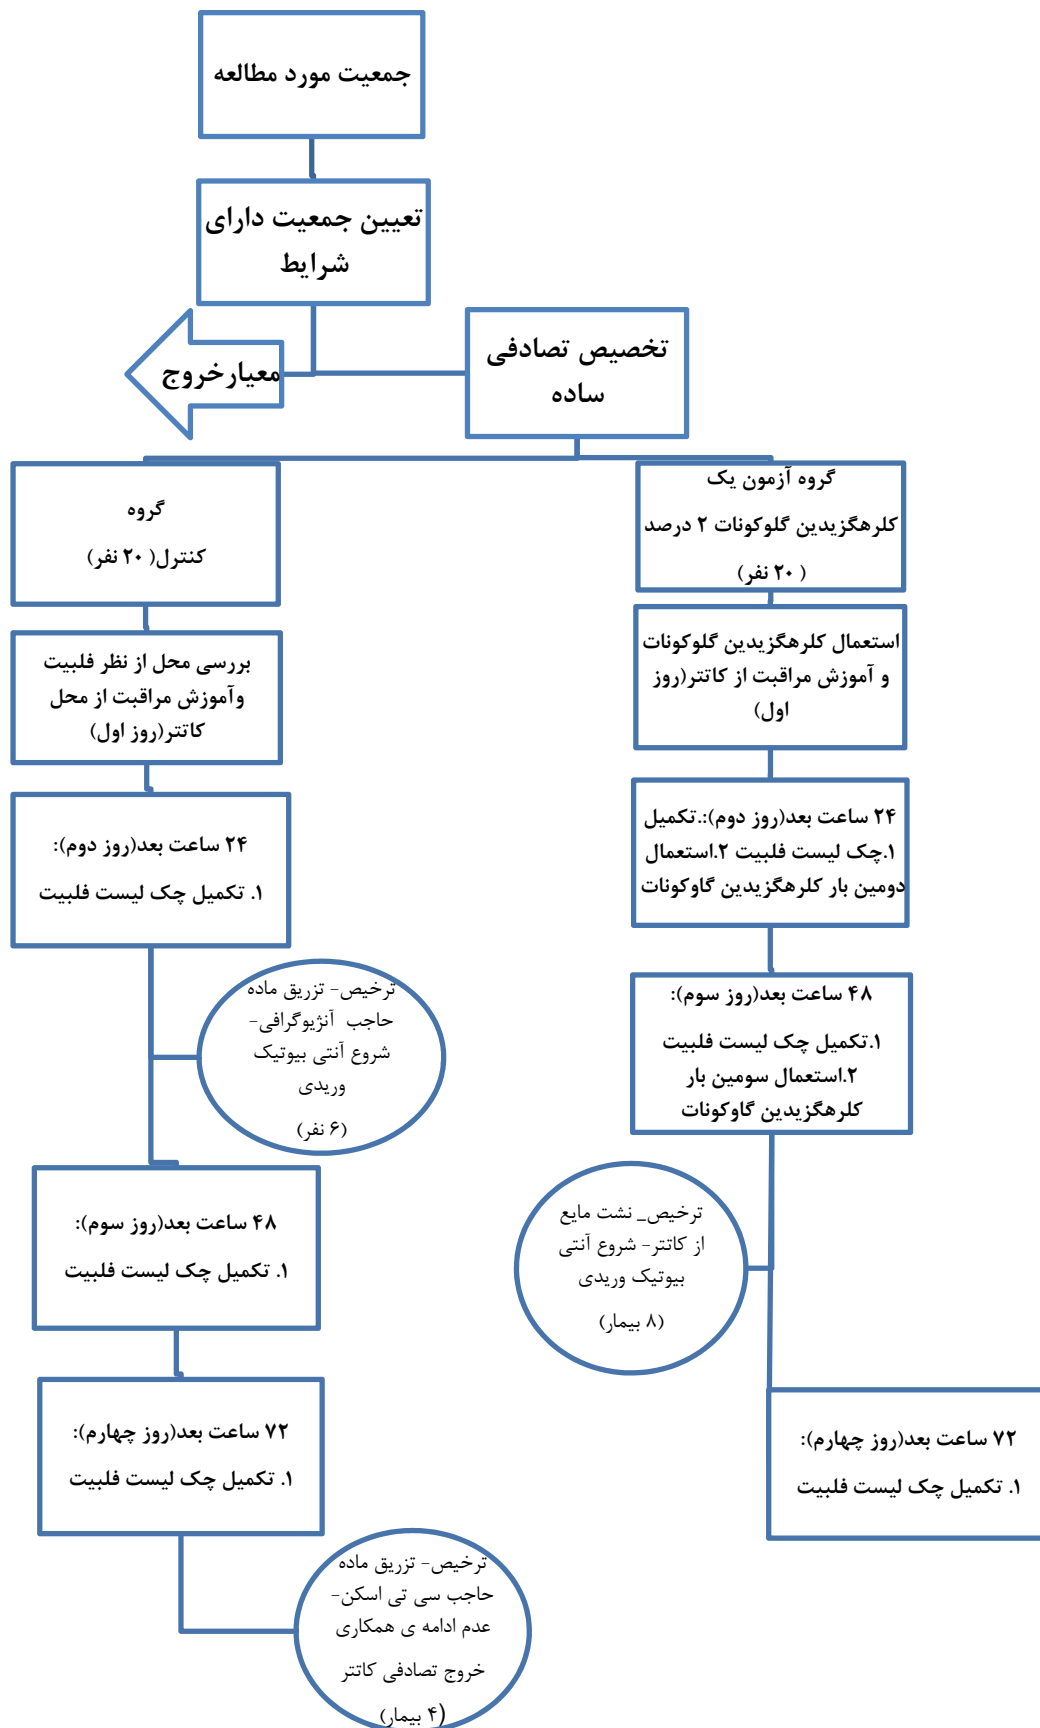 جمعیت مورد مطالعه
تعیین جمعیت دارای
شرایط
معیارخروج
تخصیص تصادفی
ساده
گروه آزمون یک
کلرهگزیدین گلوکونات ۲ درصد
( ۲۰ نفر)
استعمال کلرهگزیدین گلوکونات
و آموزش مراقبت از کاتتر(روز
اول)
۲۴ ساعت بعد(روز دوم):.تکمیل
۱.چک لیست فلبیت ۲.استعمال
دومین بار کلرهگزیدین گاوکونات
۴۸ ساعت بعد(روز سوم):
۱.تکمیل چک لیست فلبیت
۲.استعمال سومین بار
کلرهگزیدین گاوکونات
ترخیص_ نشت مایع
از کاتتر- شروع آنتی
بیوتیک وریدی
(۸ بیمار)
۷۲ ساعت بعد(روز چهارم):
۱. تکمیل چک لیست فلبیت
گروه
کنترل( ۲۰ نفر)
بررسی محل از نظر فلبیت
وآموزش مراقبت از محل
کاتتر(روز اول)
۲۴ ساعت بعد(روز دوم):
۱. تکمیل چک لیست فلبیت
ترخیص- تزریق ماده
حاجب آنژیوگرافی-
شروع آنتی بیوتیک
وریدی
(۶ نفر)
۴۸ ساعت بعد(روز سوم):
۱. تکمیل چک لیست فلبیت
۷۲ ساعت بعد(روز چهارم):
۱. تکمیل چک لیست فلبیت
ترخیص- تزریق ماده
حاجب سی تی اسکن-
عدم ادامه ی همکاری
خروج تصادفی کاتتر
(۴ بیمار)